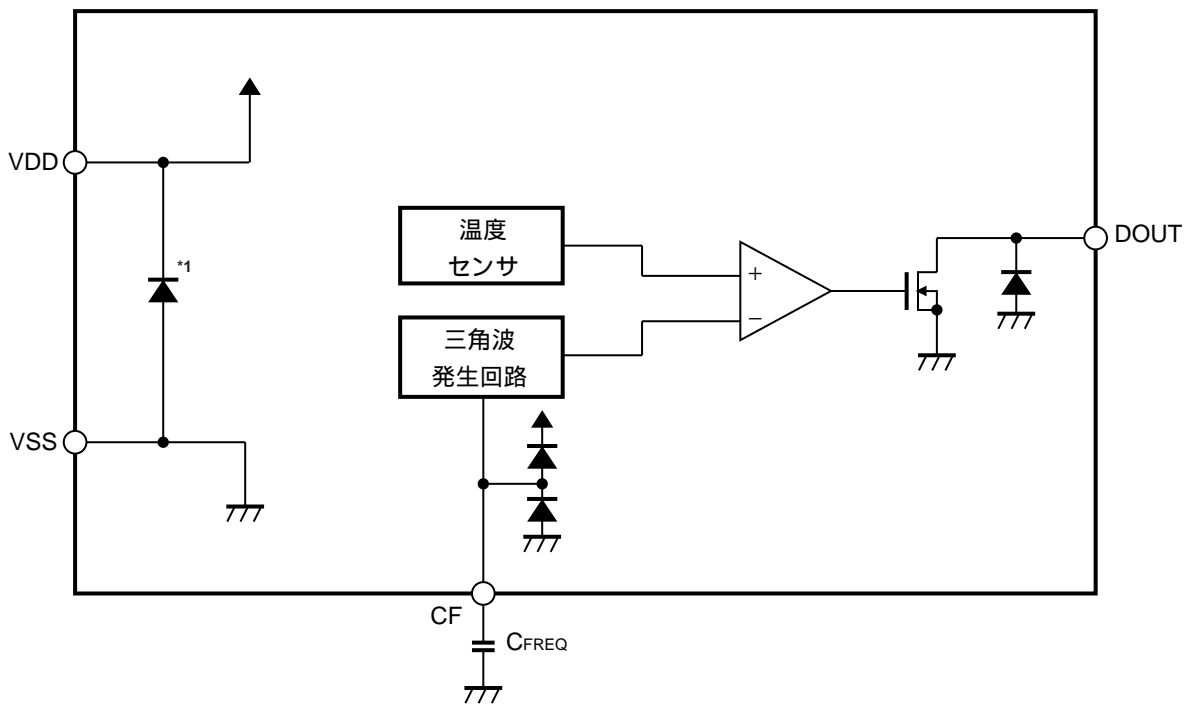 VDD
*1
温度
センサ
+
−
DOUT
三角波
発生回路
VSS
CF
CFREQ